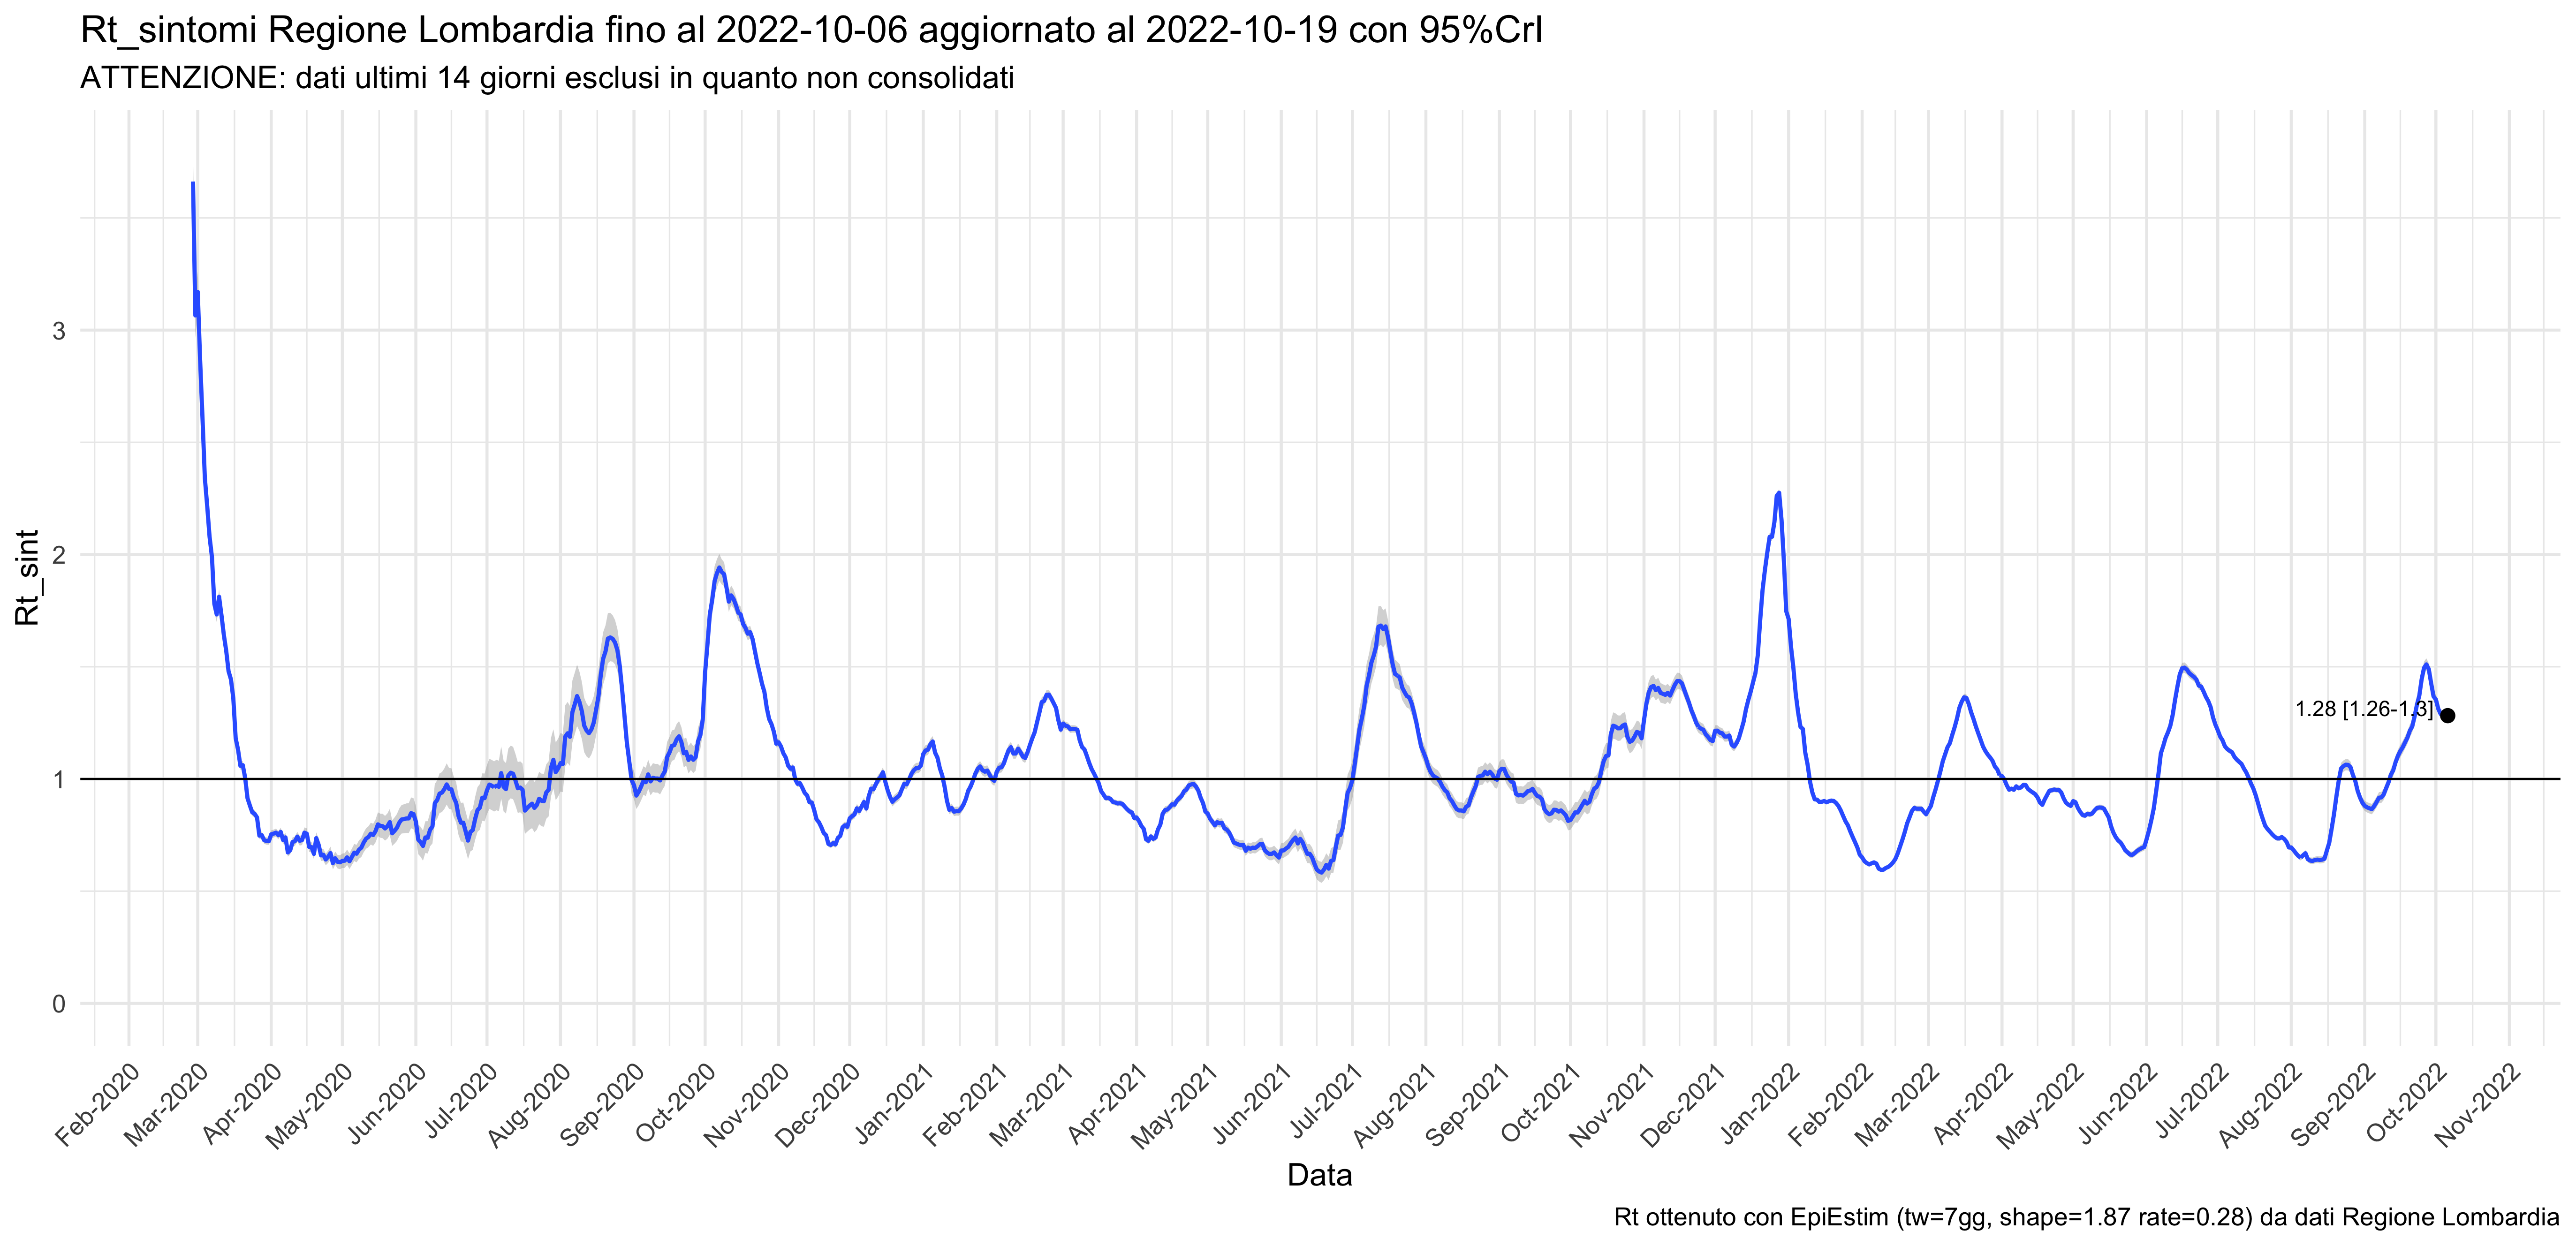 Rt_sintomi Regione Lombardia fino al 2022-10-06 aggiornato al 2022-10-19 con 95%CrI
ATTENZIONE: dati ultimi 14 giorni esclusi in quanto non consolidati
Rt_sint
3
2
1
0
1.28 [1.26-1.3]
Feb-2020
Mar-2020
Apr-2020
May-2020
Jun-2020
Jul-2020
Aug-2020
Sep-2020
Oct-2020
Nov-2020
Dec-2020
Jan-2021
Feb-2021
Mar-2021
Apr-2021
May-2021
Jun-2021
Jul-2021
Aug-2021
Sep-2021
Oct-2021
Nov-2021
Dec-2021
Jan-2022
Feb-2022
Mar-2022
Apr-2022
May-2022
Jun-2022
Jul-2022
Aug-2022
Sep-2022
Oct-2022
Nov-2022
Data
Rt ottenuto con EpiEstim (tw=7gg, shape=1.87 rate=0.28) da dati Regione Lombardia